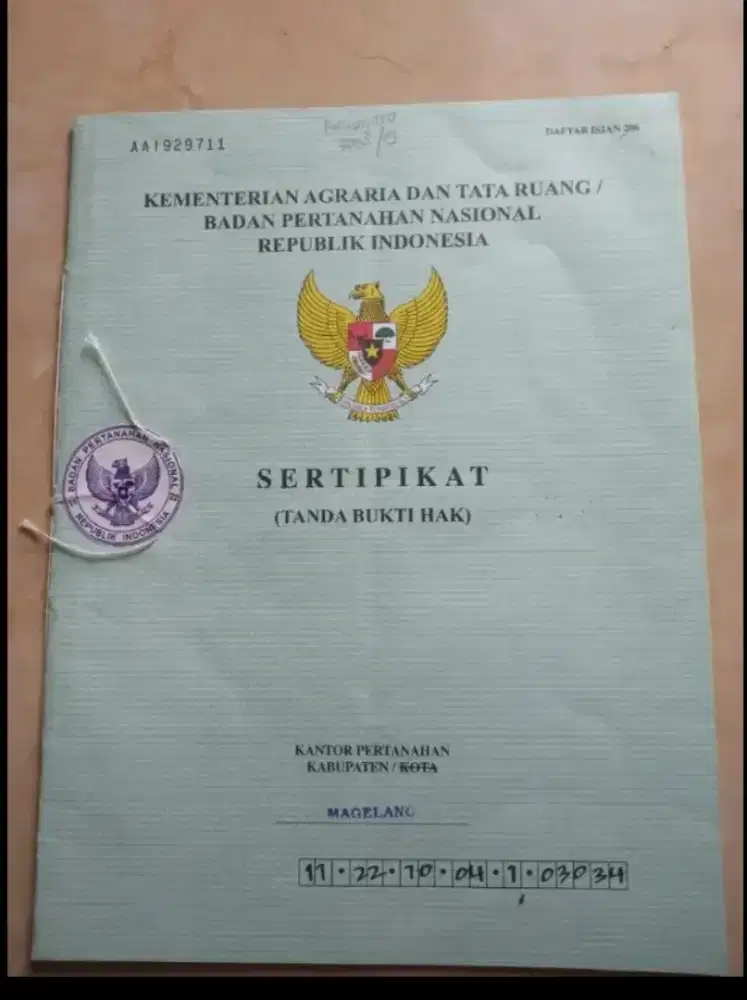 AA1929711
DAFTAR ISIAN 206
KEMENTERIAN AGRARIA DAN TATA RUANG /
BADAN PERTANAHAN NASIONAL
REPUBLIK INDONESIA
BADAN PERTANAHAN NASIONAL
REPUBLIK INDONESIA
SERTIPIKAT
(TANDA BUKTI HAK)
KANTOR PERTANAHAN
KABUPATEN / KOTA
MAGELANG
11.22.10.04.1.03034